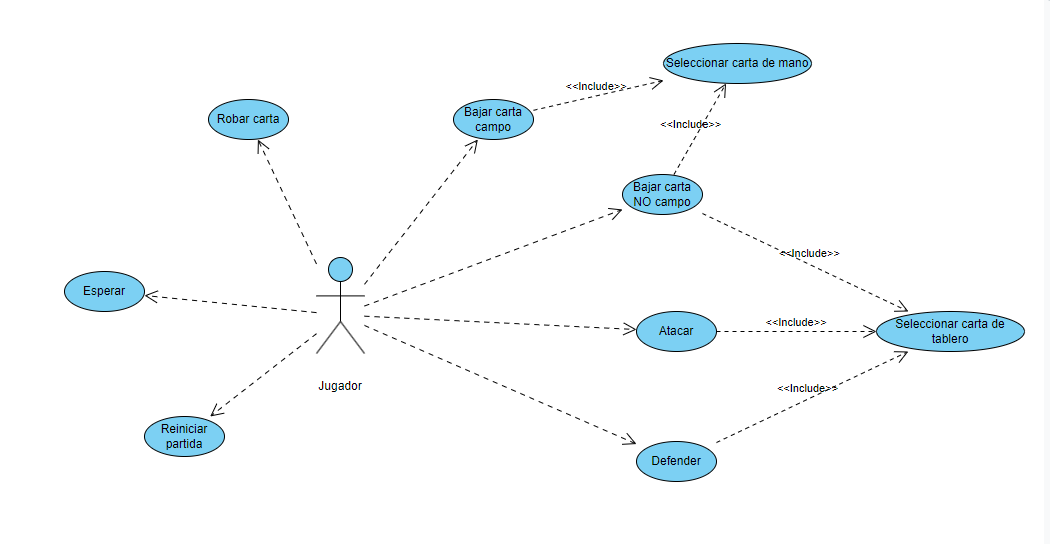 Seleccionar carta de mano
<<Include>>
Robar carta
Bajar carta
campo
<<Include>>
Bajar carta
NO campo
<<Include>>
Esperar
Seleccionar carta de
tablero
<<Include>>
Atacar
Jugador
<<Include>>
Reiniciar
partida
Defender